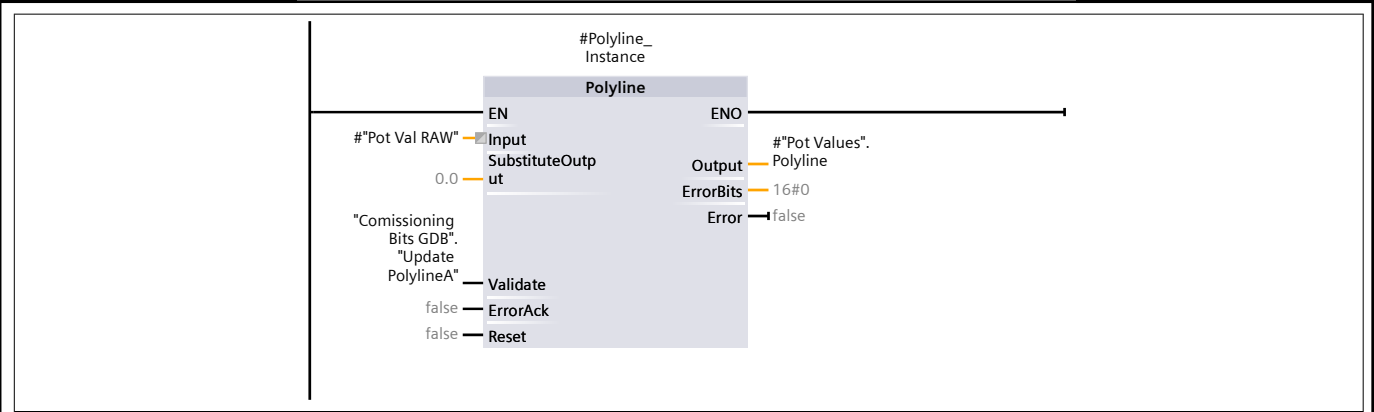 #Polyline_
Instance
Polyline
EN
ENO
#"Pot Val RAW"
Input
#"Pot Values".
Polyline
SubstituteOutp
ut
0.0
Output
ErrorBits
16#0
Error
false
"Comissioning
Bits GDB".
"Update
PolylineA"
Validate
false
ErrorAck
false
Reset